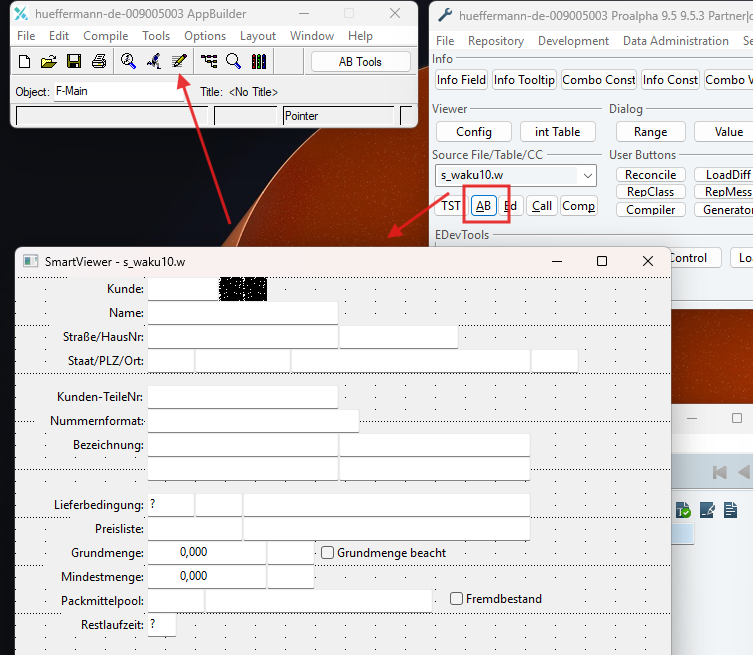 hueffermann-de-009005003 AppBuilder
File Edit Compile Tools Options Layout Window Help
AB Tools
Object: F-Main Title: <No Title>
Pointer
hueffermann-de-009005003 Proalpha 9.5 9.5.3 Partner|c
File Repository Development Data Administration Se
Info
Info Field Info Tooltip Combo Const Info Const Combo V
Viewer Dialog
Config int Table Range Value
Source File/Table/CC User Buttons
s_waku10.w Reconcile LoadDiff
RepClass RepMess
TST AB Ed Call Comp Compiler Generator
EDevTools
Control Loa
SmartViewer - s_waku10.w
Kunde:
Name:
Straße/HausNr:
Staat/PLZ/Ort:
Kunden-TeileNr:
Nummernformat:
Bezeichnung:
Lieferbedingung: ?
Preisliste:
Grundmenge: 0,000 Grundmenge beacht
Mindestmenge: 0,000
Packmittelpool: Fremdbestand
Restlaufzeit: ?